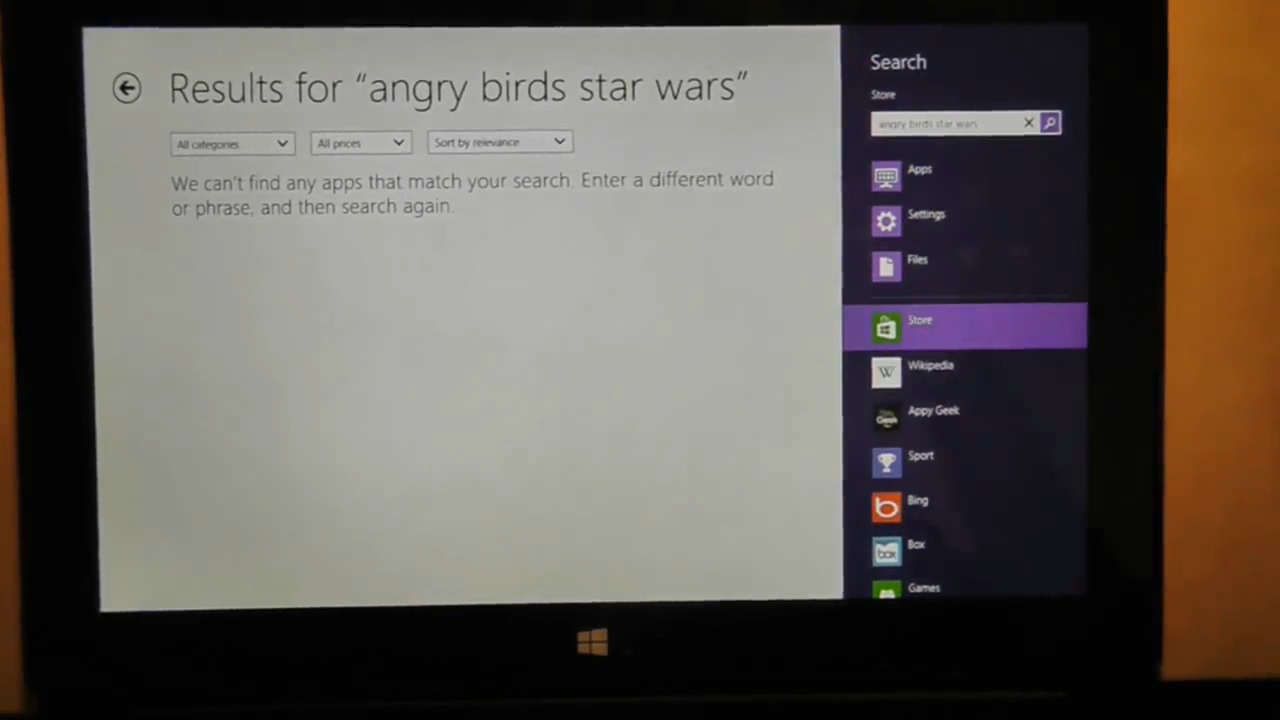 Results for “angry birds star wars”
All categories
All prices
Sort by relevance
We can't find any apps that match your search. Enter a different word
or phrase, and then search again.
Search
Store
angry birds star wars
Apps
Settings
Files
Store
W
Wikipedia
Geek
Appy Geek
Sport
Bing
box
Box
Games